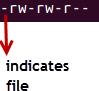 -rw-rw-r--
indicates
file